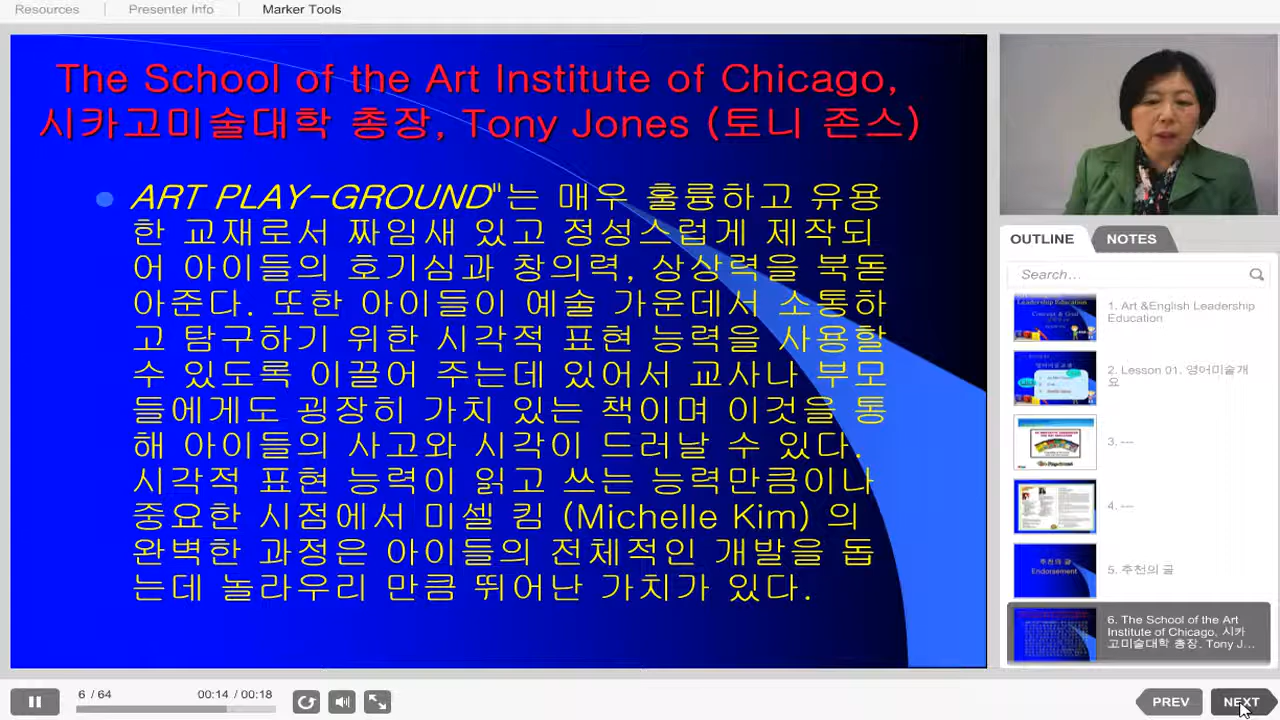 Resources
Presenter Info
Marker Tools
The School of the Art Institute of Chicago,
시카고미술대학 총장, Tony Jones (토니 존스)
ART PLAY-GROUND"는 매우 훌륭하고 유용
한 교재로서 짜임새 있고 정성스럽게 제작되
어 아이들의 호기심과 창의력, 상상력을 북돋
아준다. 또한 아이들이 예술 가운데서 소통하
고 탐구하기 위한 시각적 표현 능력을 사용할
수 있도록 이끌어 주는데 있어서 교사나 부모
들에게도 굉장히 가치 있는 책이며 이것을 통
해 아이들의 사고와 시각이 드러날 수 있다.
시각적 표현 능력이 읽고 쓰는 능력만큼이나
중요한 시점에서 미셸 킴 (Michelle Kim) 의
완벽한 과정은 아이들의 전체적인 개발을 돕
는데 놀라우리 만큼 뛰어난 가치가 있다.
OUTLINE
NOTES
Search...
Leadership Education
Concept & Goal
1. Art &English Leadership
Education
2. Lesson 01. 영어미술개
요
3. ---
4. ---
추천의 글
Endorsement
5. 추천의 글
6. The School of the Art
Institute of Chicago, 시카
고미술대학 총장, Tony J...
6 / 64
00:14 / 00:18
PREV
NEXT